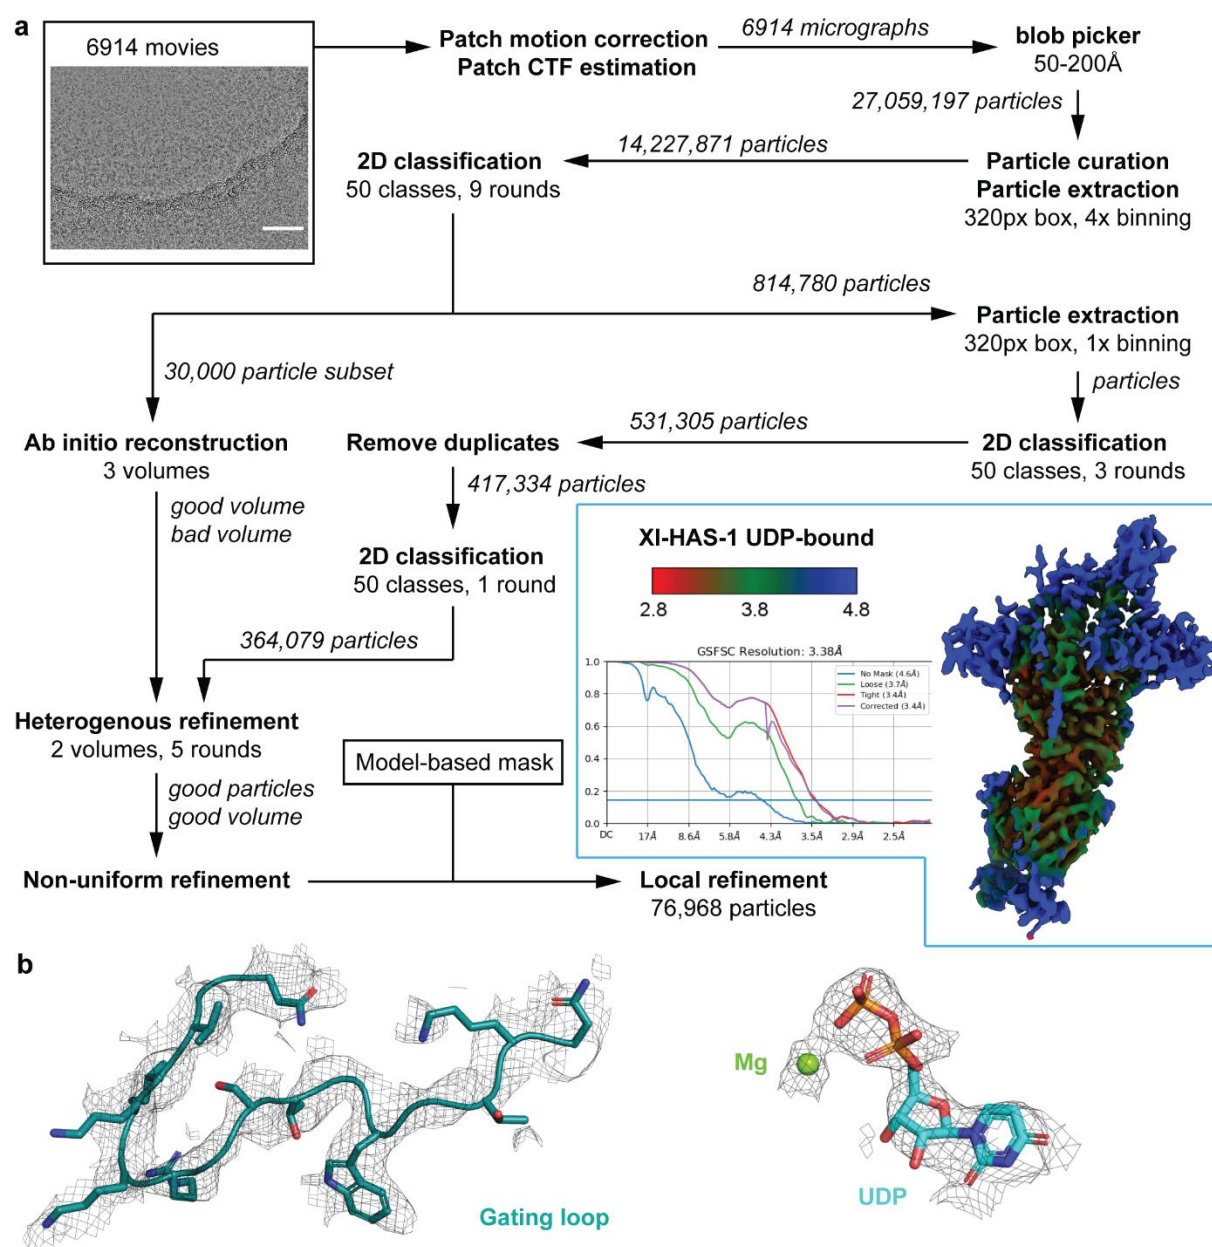 a
6914 movies
Patch motion correction
Patch CTF estimation
6914 micrographs
blob picker
50-200Å
27,059,197 particles
Particle curation
Particle extraction
320px box, 4x binning
14,227,871 particles
2D classification
50 classes, 9 rounds
814,780 particles
Particle extraction
320px box, 1x binning
particles
2D classification
50 classes, 3 rounds
30,000 particle subset
Ab initio reconstruction
3 volumes
good volume
bad volume
531,305 particles
Remove duplicates
417,334 particles
2D classification
50 classes, 1 round
364,079 particles
Heterogenous refinement
2 volumes, 5 rounds
good particles
good volume
Non-uniform refinement
Model-based mask
Local refinement
76,968 particles
XI-HAS-1 UDP-bound
2.8 3.8 4.8
GSFSC Resolution: 3.38Å
No Mask (4.6Å)
Loose (3.7Å)
Tight (3.4Å)
Corrected (3.4Å)
1.0
0.8
0.6
0.4
0.2
0.0
DC 17Å 8.6Å 5.8Å 4.3Å 3.5Å 2.9Å 2.5Å
b
Gating loop
Mg
UDP